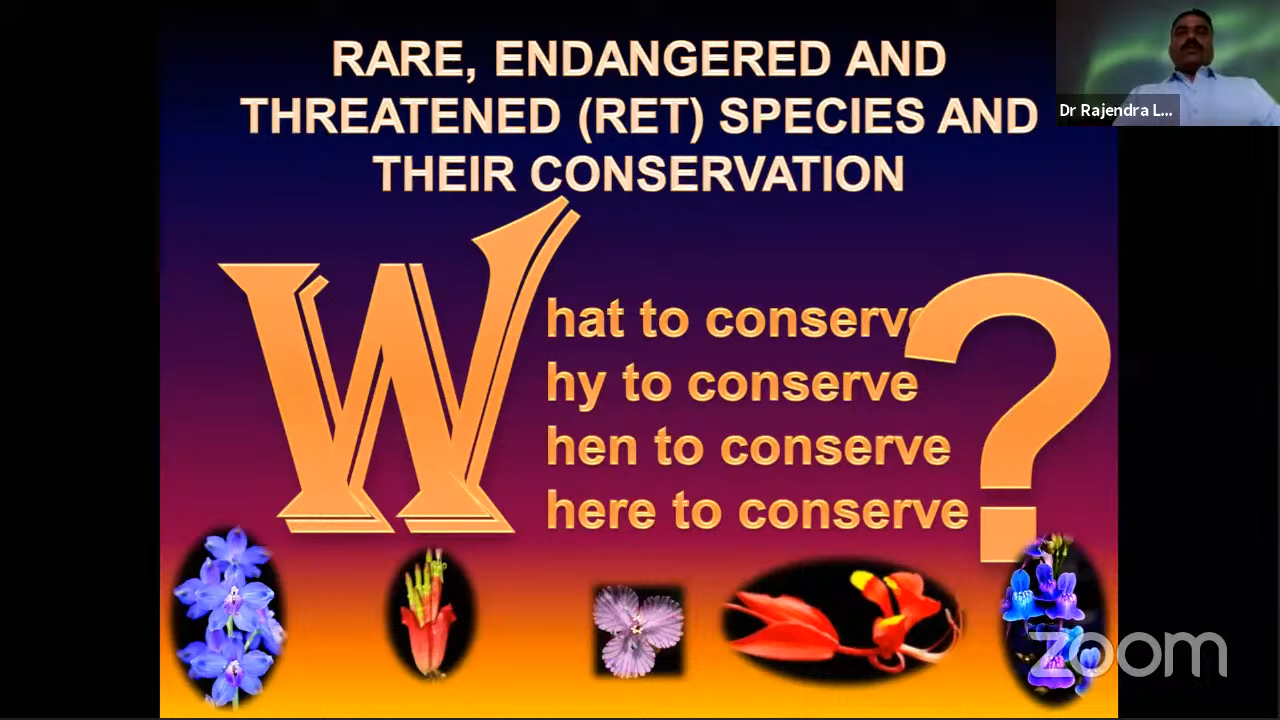 RARE, ENDANGERED AND
THREATENED (RET) SPECIES AND
THEIR CONSERVATION
W
hat to conserve
hy to conserve
hen to conserve
here to conserve
?
Dr Rajendra L...
zoom